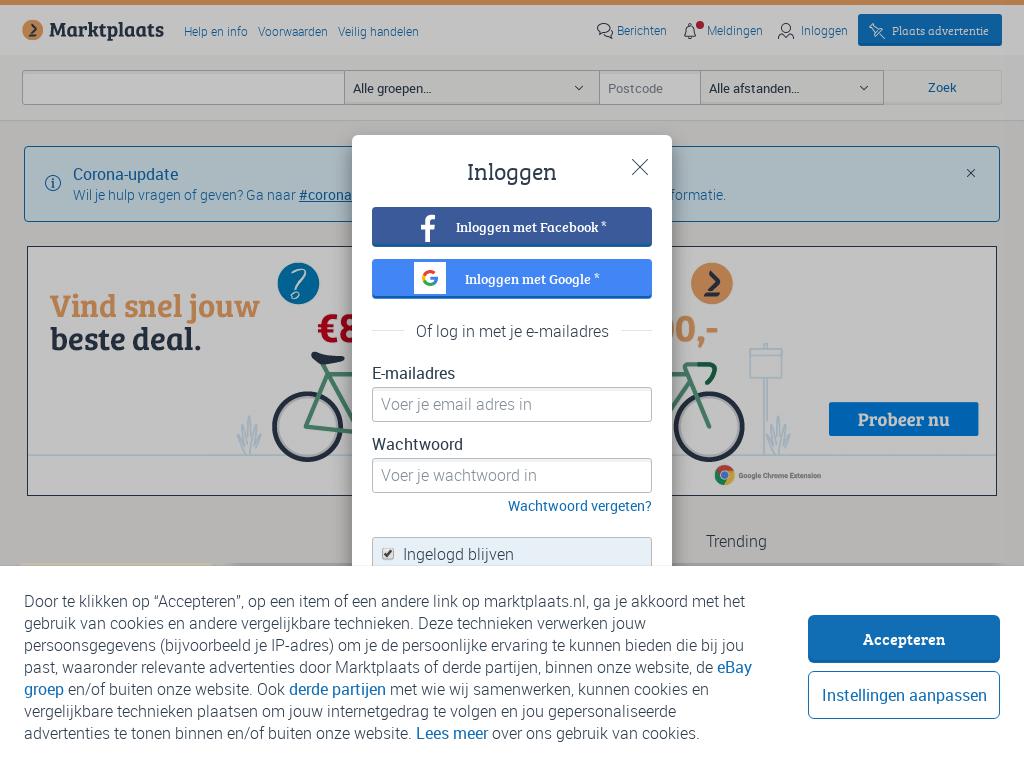 Marktplaats Help en info Voorwaarden Veilig handelen Berichten Meldingen Inloggen Plaats advertentie
Alle groepen... Postcode Alle afstanden... Zoek
Corona-update
Wil je hulp vragen of geven? Ga naar #corona
formatie.
Vind snel jouw
beste deal.
€8
0,-
Probeer nu
Google Chrome Extension
Inloggen
Inloggen met Facebook *
Inloggen met Google *
Of log in met je e-mailadres
E-mailadres
Voer je email adres in
Wachtwoord
Voer je wachtwoord in
Wachtwoord vergeten?
Ingelogd blijven
Trending
Door te klikken op “Accepteren”, op een item of een andere link op marktplaats.nl, ga je akkoord met het
gebruik van cookies en andere vergelijkbare technieken. Deze technieken verwerken jouw
persoonsgegevens (bijvoorbeeld je IP-adres) om je de persoonlijke ervaring te kunnen bieden die bij jou
past, waaronder relevante advertenties door Marktplaats of derde partijen, binnen onze website, de eBay
groep en/of buiten onze website. Ook derde partijen met wie wij samenwerken, kunnen cookies en
vergelijkbare technieken plaatsen om jouw internetgedrag te volgen en jou gepersonaliseerde
advertenties te tonen binnen en/of buiten onze website. Lees meer over ons gebruik van cookies.
Accepteren
Instellingen aanpassen